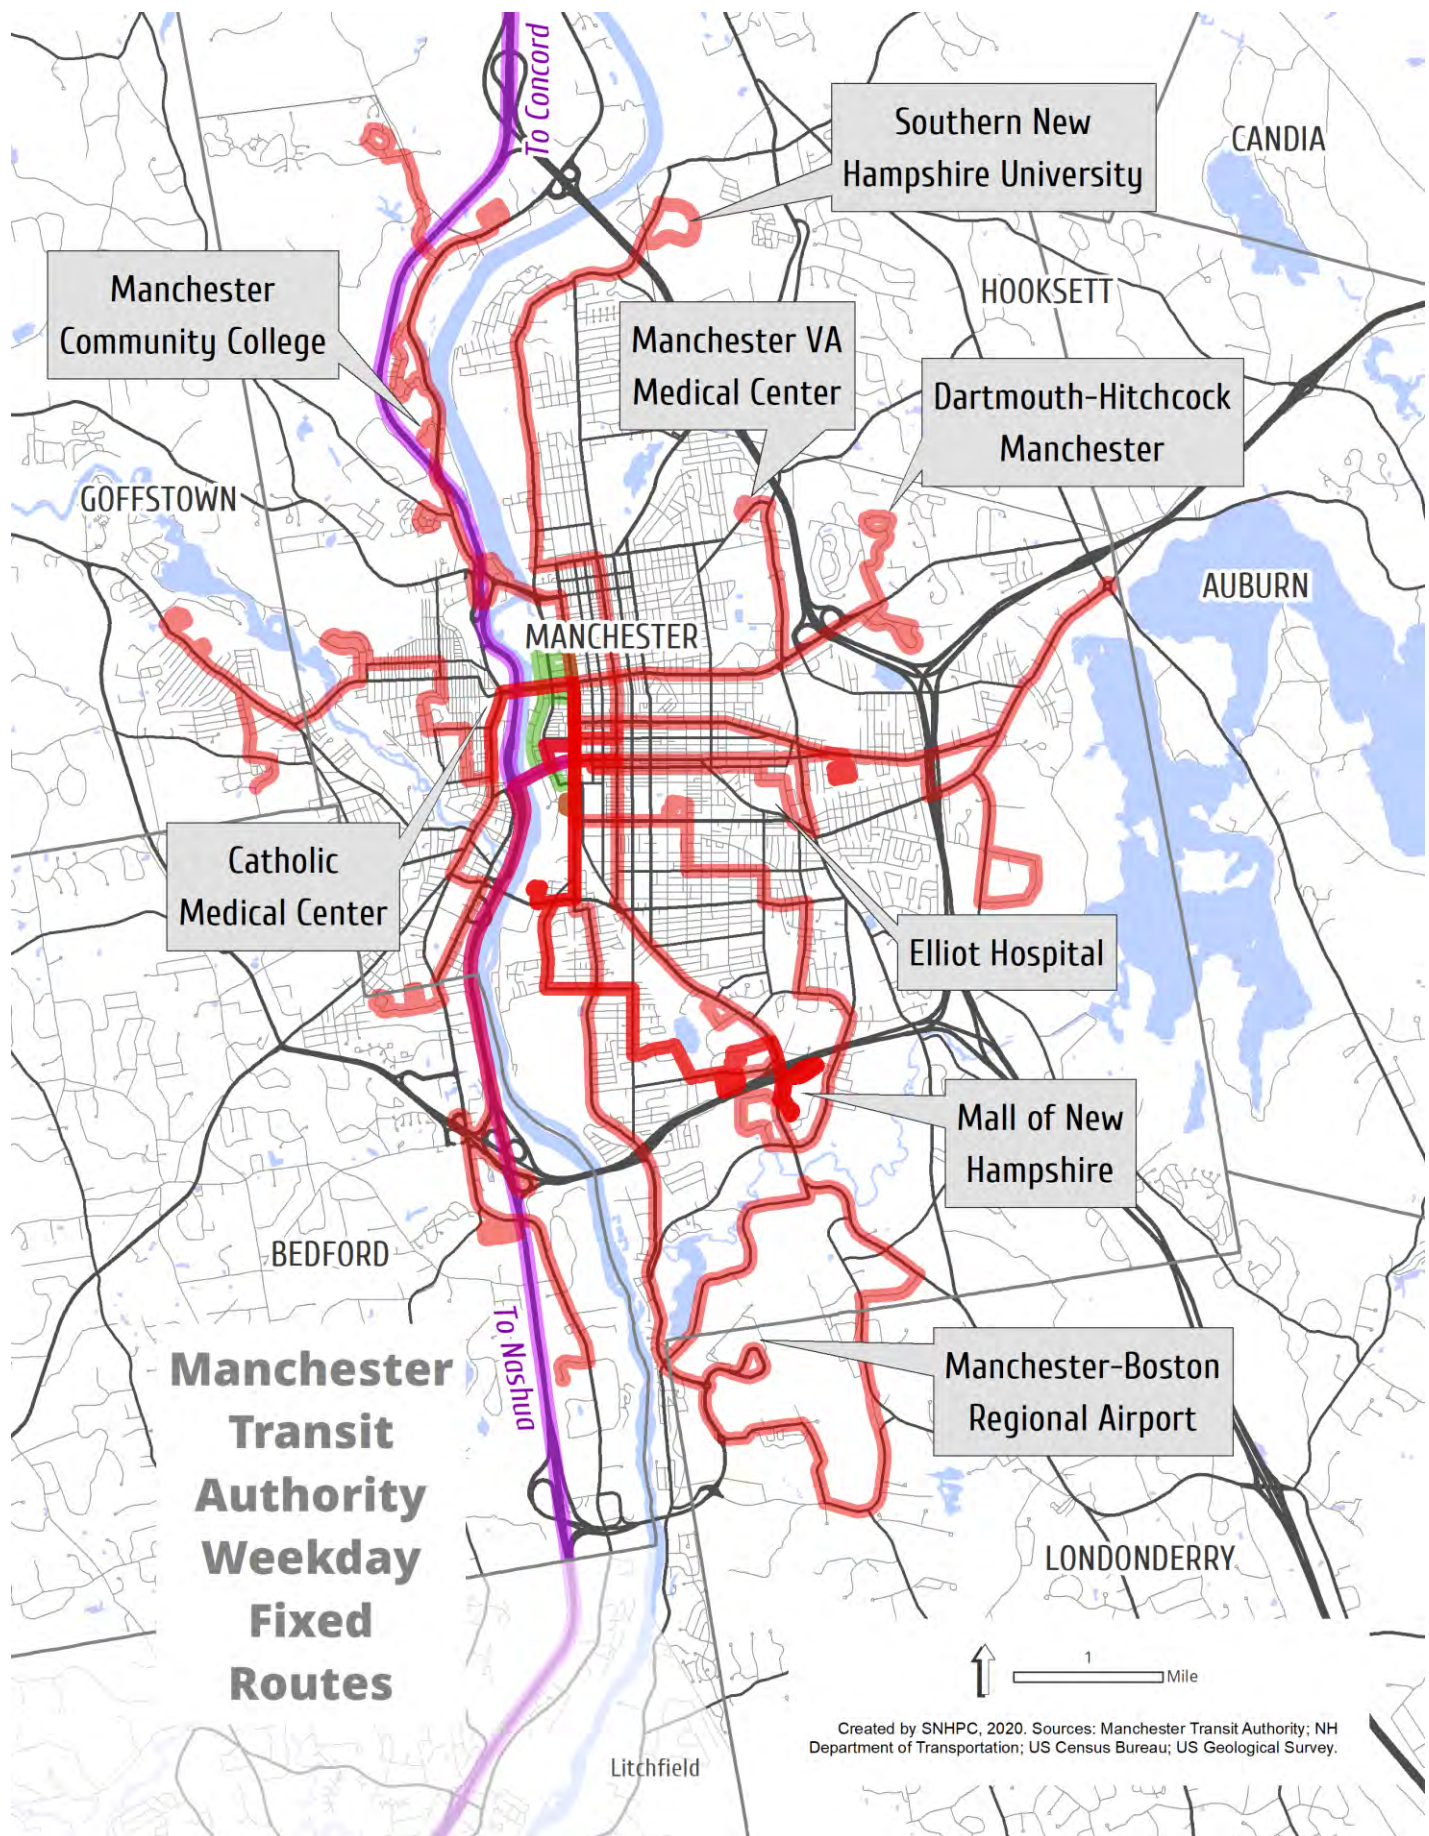 To Concord
Southern New
Hampshire University
CANDIA
Manchester
Community College
HOOKSETT
Manchester VA
Medical Center
Dartmouth-Hitchcock
Manchester
GOFFSTOWN
AUBURN
MANCHESTER
Catholic
Medical Center
Elliot Hospital
Mall of New
Hampshire
BEDFORD
To Nashua
Manchester-Boston
Regional Airport
Manchester
Transit
Authority
Weekday
Fixed
Routes
LONDONDERRY
1
Mile
Created by SNHPC, 2020. Sources: Manchester Transit Authority; NH
Department of Transportation; US Census Bureau; US Geological Survey.
Litchfield